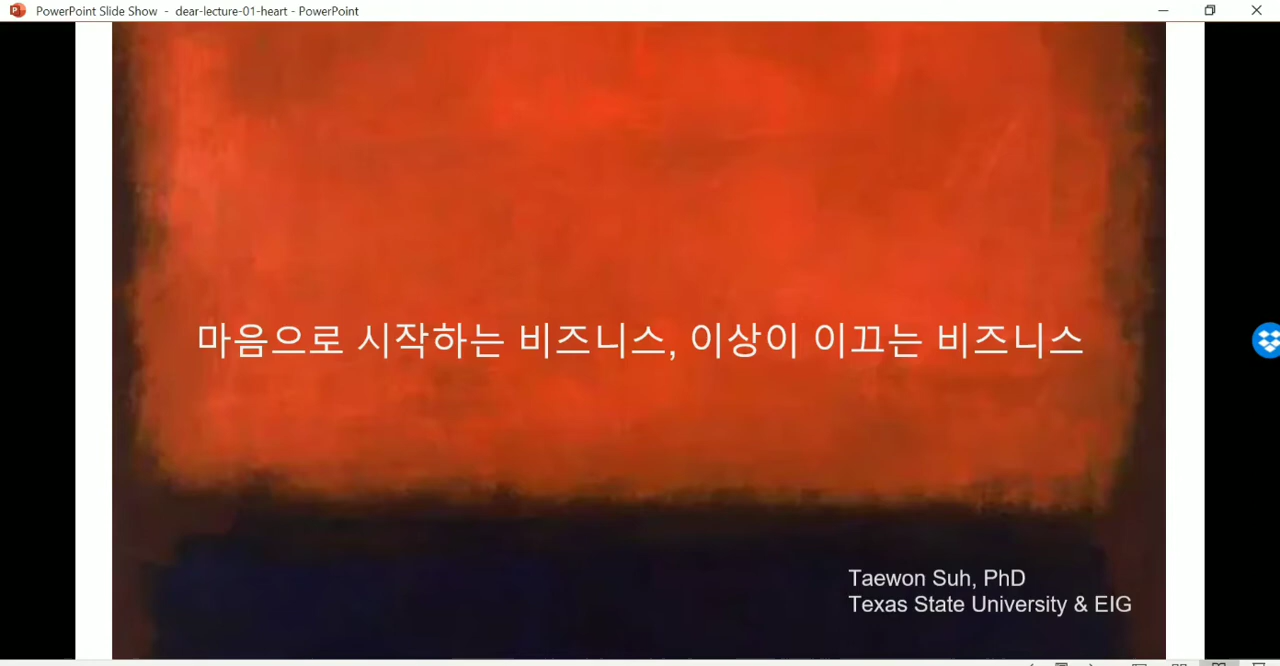 PowerPoint Slide Show - dear-lecture-01-heart - PowerPoint
마음으로 시작하는 비즈니스, 이상이 이끄는 비즈니스
Taewon Suh, PhD
Texas State University & EIG